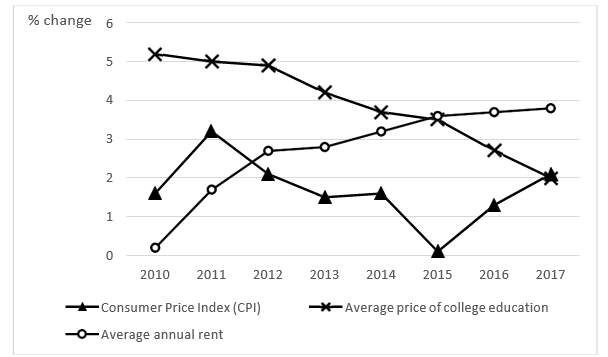 % change
6
5
4
3
2
1
0
2010 2011 2012 2013 2014 2015 2016 2017
Consumer Price Index (CPI) Average price of college education
Average annual rent